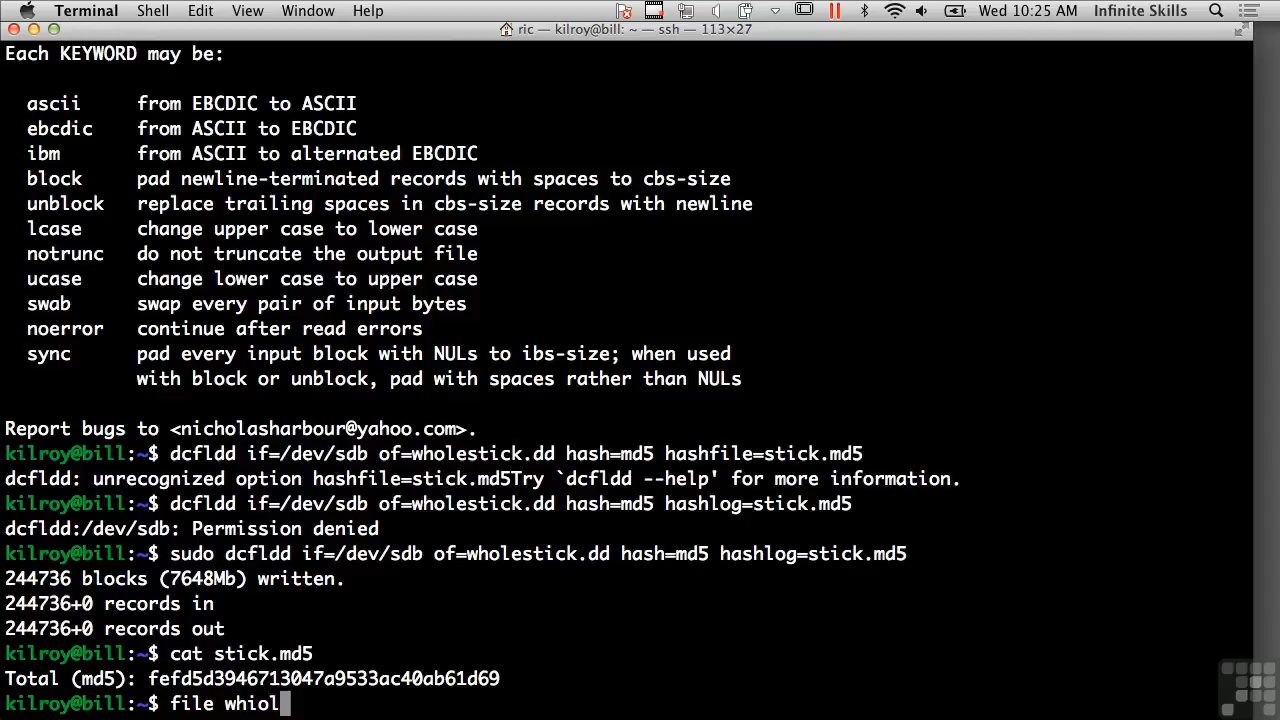 Terminal Shell Edit View Window Help Wed 10:25 AM Infinite Skills
ric — kilroy@bill: ~ — ssh — 113×27
Each KEYWORD may be:
ascii from EBCDIC to ASCII
ebcdic from ASCII to EBCDIC
ibm from ASCII to alternated EBCDIC
block pad newline-terminated records with spaces to cbs-size
unblock replace trailing spaces in cbs-size records with newline
lcase change upper case to lower case
notrunc do not truncate the output file
ucase change lower case to upper case
swab swap every pair of input bytes
noerror continue after read errors
sync pad every input block with NULs to ibs-size; when used
with block or unblock, pad with spaces rather than NULs
Report bugs to <nicholasharbour@yahoo.com>.
kilroy@bill:~$ dcfldd if=/dev/sdb of=wholestick.dd hash=md5 hashfile=stick.md5
dcfldd: unrecognized option hashfile=stick.md5Try `dcfldd --help' for more information.
kilroy@bill:~$ dcfldd if=/dev/sdb of=wholestick.dd hash=md5 hashlog=stick.md5
dcfldd:/dev/sdb: Permission denied
kilroy@bill:~$ sudo dcfldd if=/dev/sdb of=wholestick.dd hash=md5 hashlog=stick.md5
244736 blocks (7648Mb) written.
244736+0 records in
244736+0 records out
kilroy@bill:~$ cat stick.md5
Total (md5): fefd5d3946713047a9533ac40ab61d69
kilroy@bill:~$ file whiol